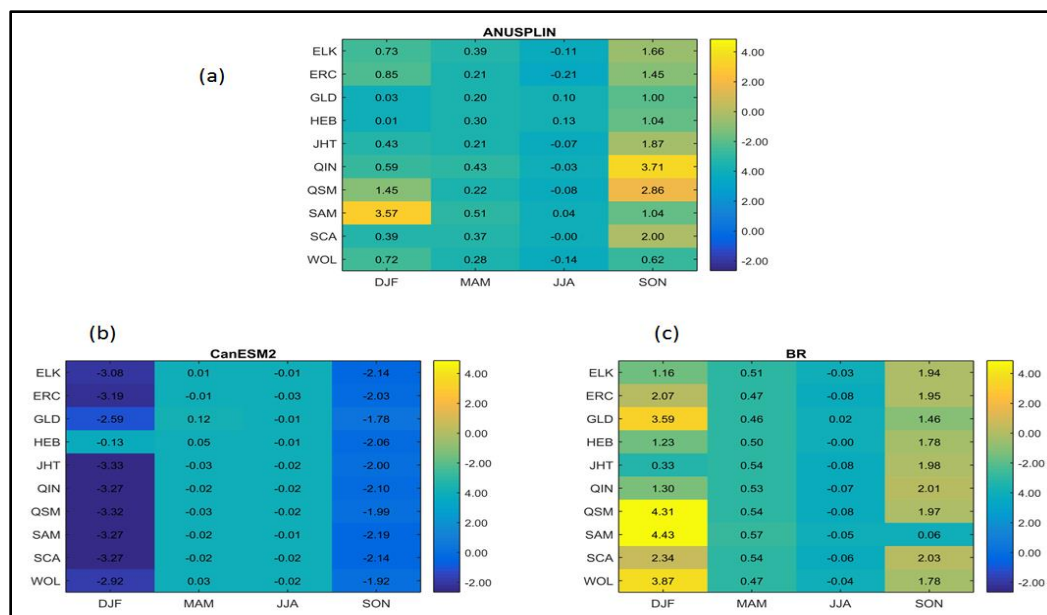 ANUSPLIN
(a)
ELK 0.73 0.39 -0.11 1.66
ERC 0.85 0.21 -0.21 1.45
GLD 0.03 0.20 0.10 1.00
HEB 0.01 0.30 0.13 1.04
JHT 0.43 0.21 -0.07 1.87
QIN 0.59 0.43 -0.03 3.71
QSM 1.45 0.22 -0.08 2.86
SAM 3.57 0.51 0.04 1.04
SCA 0.39 0.37 -0.00 2.00
WOL 0.72 0.28 -0.14 0.62
DJF MAM JJA SON
4.00
2.00
0.00
-2.00
4.00
2.00
0.00
-2.00
(b)
CanESM2
ELK -3.08 0.01 -0.01 -2.14
ERC -3.19 -0.01 -0.03 -2.03
GLD -2.59 0.12 -0.01 -1.78
HEB -0.13 0.05 -0.01 -2.06
JHT -3.33 -0.03 -0.02 -2.00
QIN -3.27 -0.02 -0.02 -2.10
QSM -3.32 -0.03 -0.02 -1.99
SAM -3.27 -0.02 -0.01 -2.19
SCA -3.27 -0.02 -0.02 -2.14
WOL -2.92 0.03 -0.02 -1.92
DJF MAM JJA SON
4.00
2.00
0.00
-2.00
4.00
2.00
0.00
-2.00
(c)
BR
ELK 1.16 0.51 -0.03 1.94
ERC 2.07 0.47 -0.08 1.95
GLD 3.59 0.46 0.02 1.46
HEB 1.23 0.50 -0.00 1.78
JHT 0.33 0.54 -0.08 1.98
QIN 1.30 0.53 -0.07 2.01
QSM 4.31 0.54 -0.08 1.97
SAM 4.43 0.57 -0.05 0.06
SCA 2.34 0.54 -0.06 2.03
WOL 3.87 0.47 -0.04 1.78
DJF MAM JJA SON
4.00
2.00
0.00
-2.00
4.00
2.00
0.00
-2.00